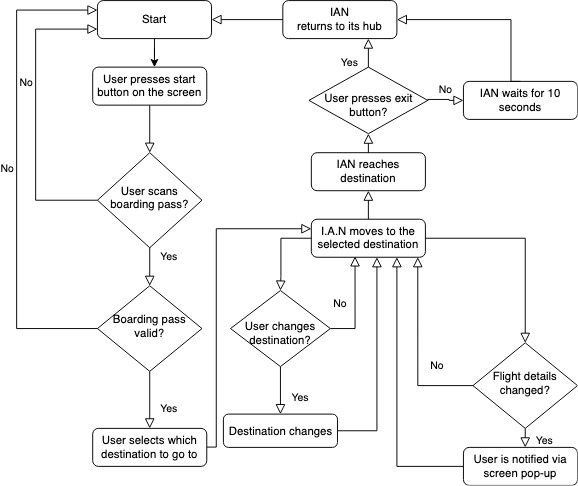 Start
IAN
returns to its hub
No
User presses start
button on the screen
Yes
User presses exit
button?
No
IAN waits for 10
seconds
No
User scans
boarding pass?
IAN reaches
destination
Yes
I.A.N moves to the
selected destination
Boarding pass
valid?
No
User changes
destination?
No
Flight details
changed?
Yes
Yes
User selects which
destination to go to
Destination changes
Yes
User is notified via
screen pop-up